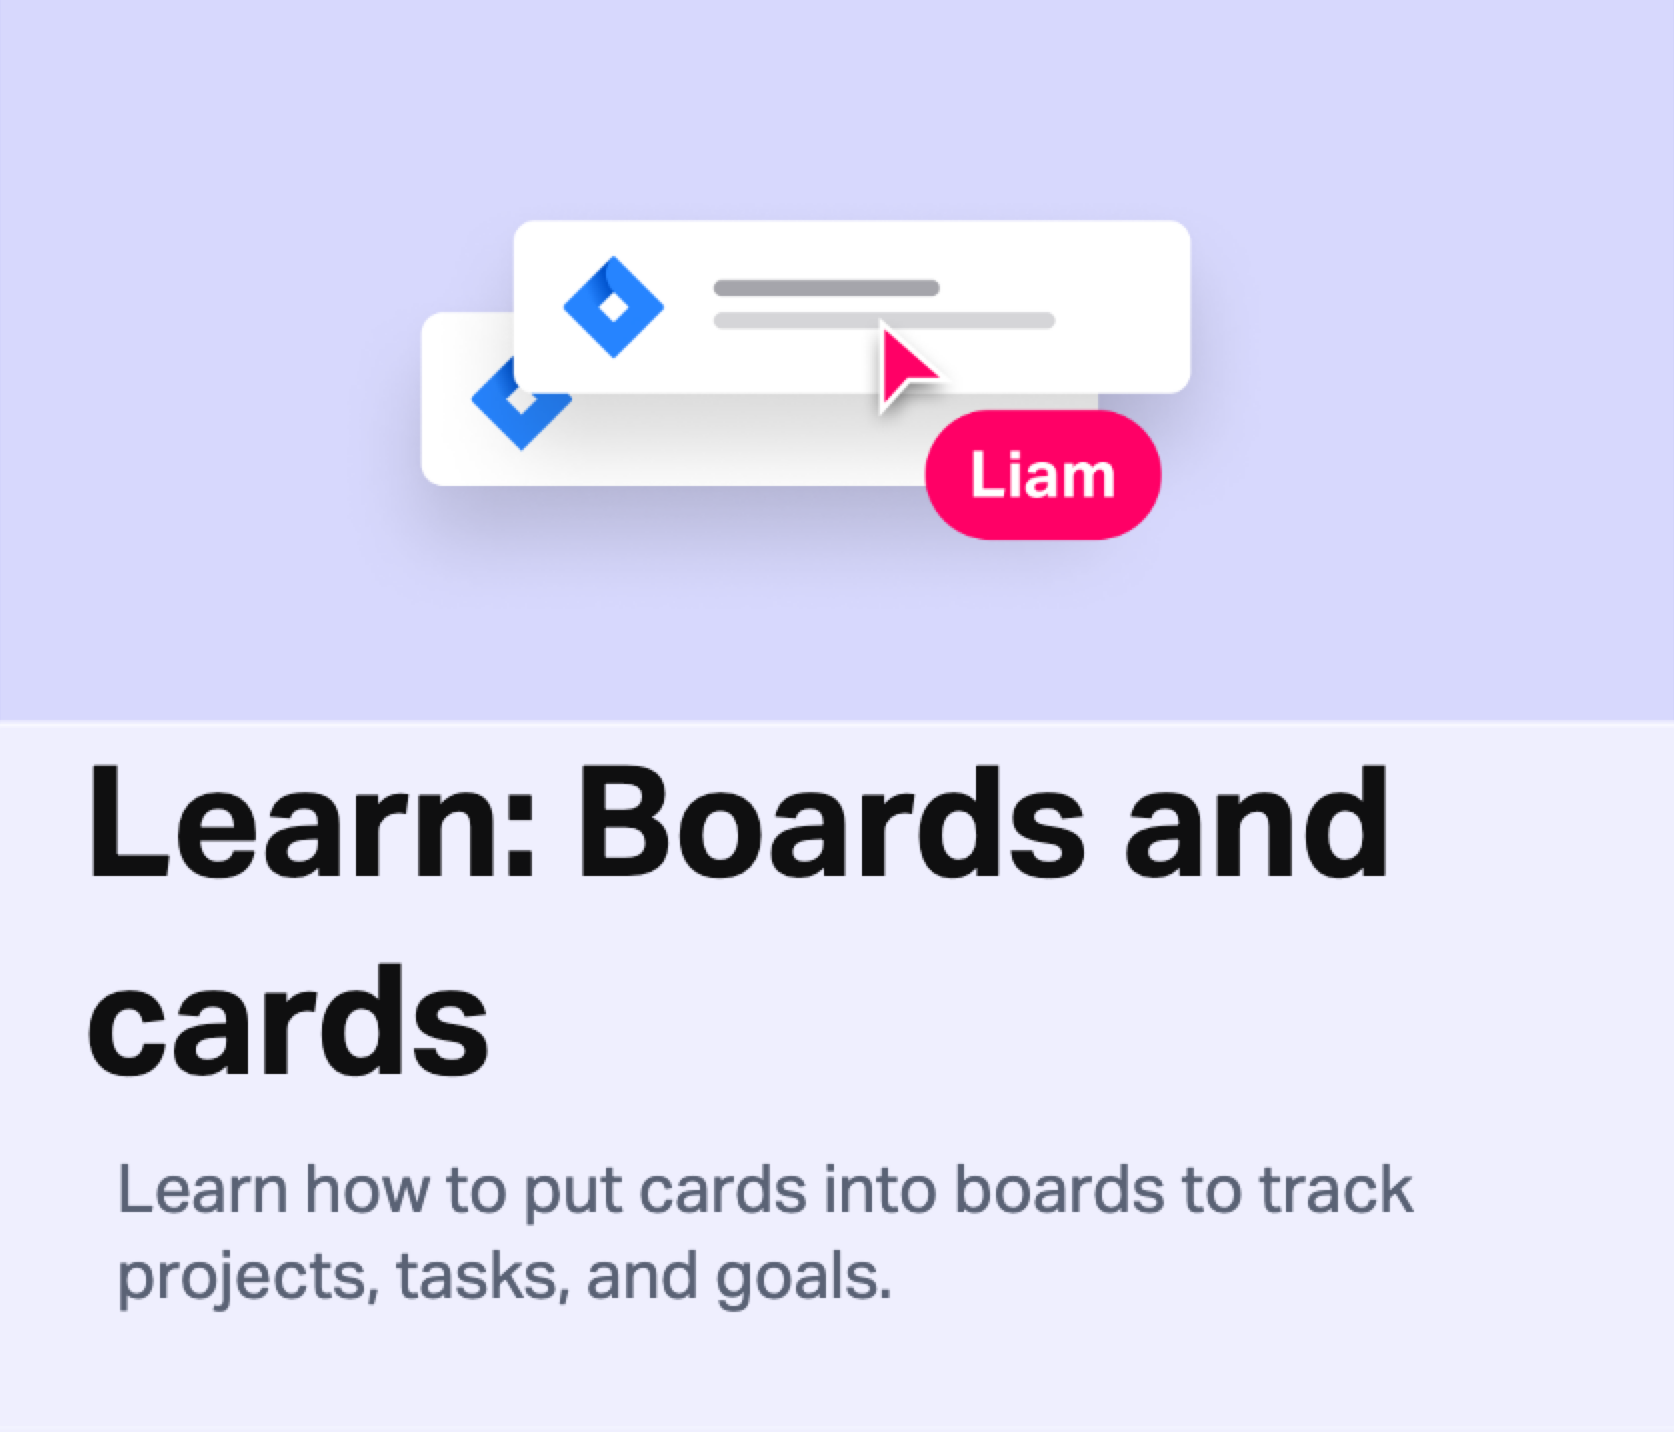 Liam
Learn: Boards and
cards
Learn how to put cards into boards to track
projects, tasks, and goals.